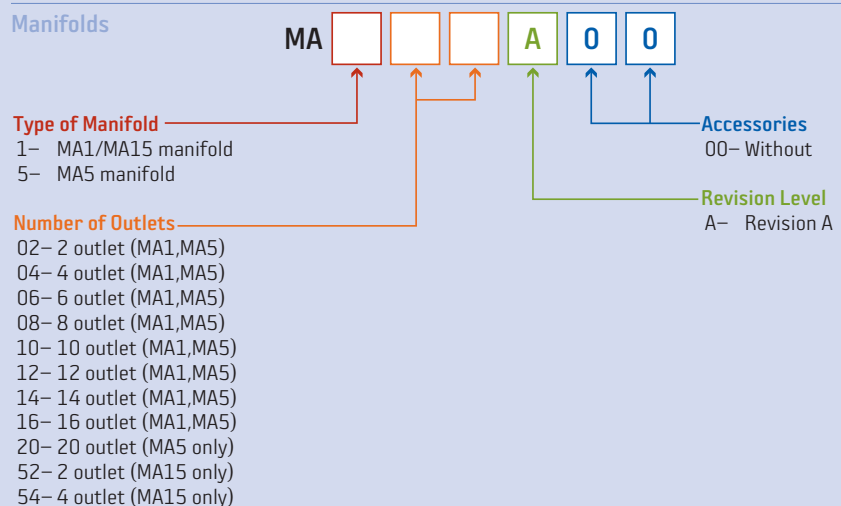 Manifolds
MA A 0 0
Type of Manifold
1– MA1/MA15 manifold
5– MA5 manifold
Number of Outlets
02– 2 outlet (MA1,MA5)
04– 4 outlet (MA1,MA5)
06– 6 outlet (MA1,MA5)
08– 8 outlet (MA1,MA5)
10– 10 outlet (MA1,MA5)
12– 12 outlet (MA1,MA5)
14– 14 outlet (MA1,MA5)
16– 16 outlet (MA1,MA5)
20– 20 outlet (MA5 only)
52– 2 outlet (MA15 only)
54– 4 outlet (MA15 only)
Accessories
00– Without
Revision Level
A– Revision A